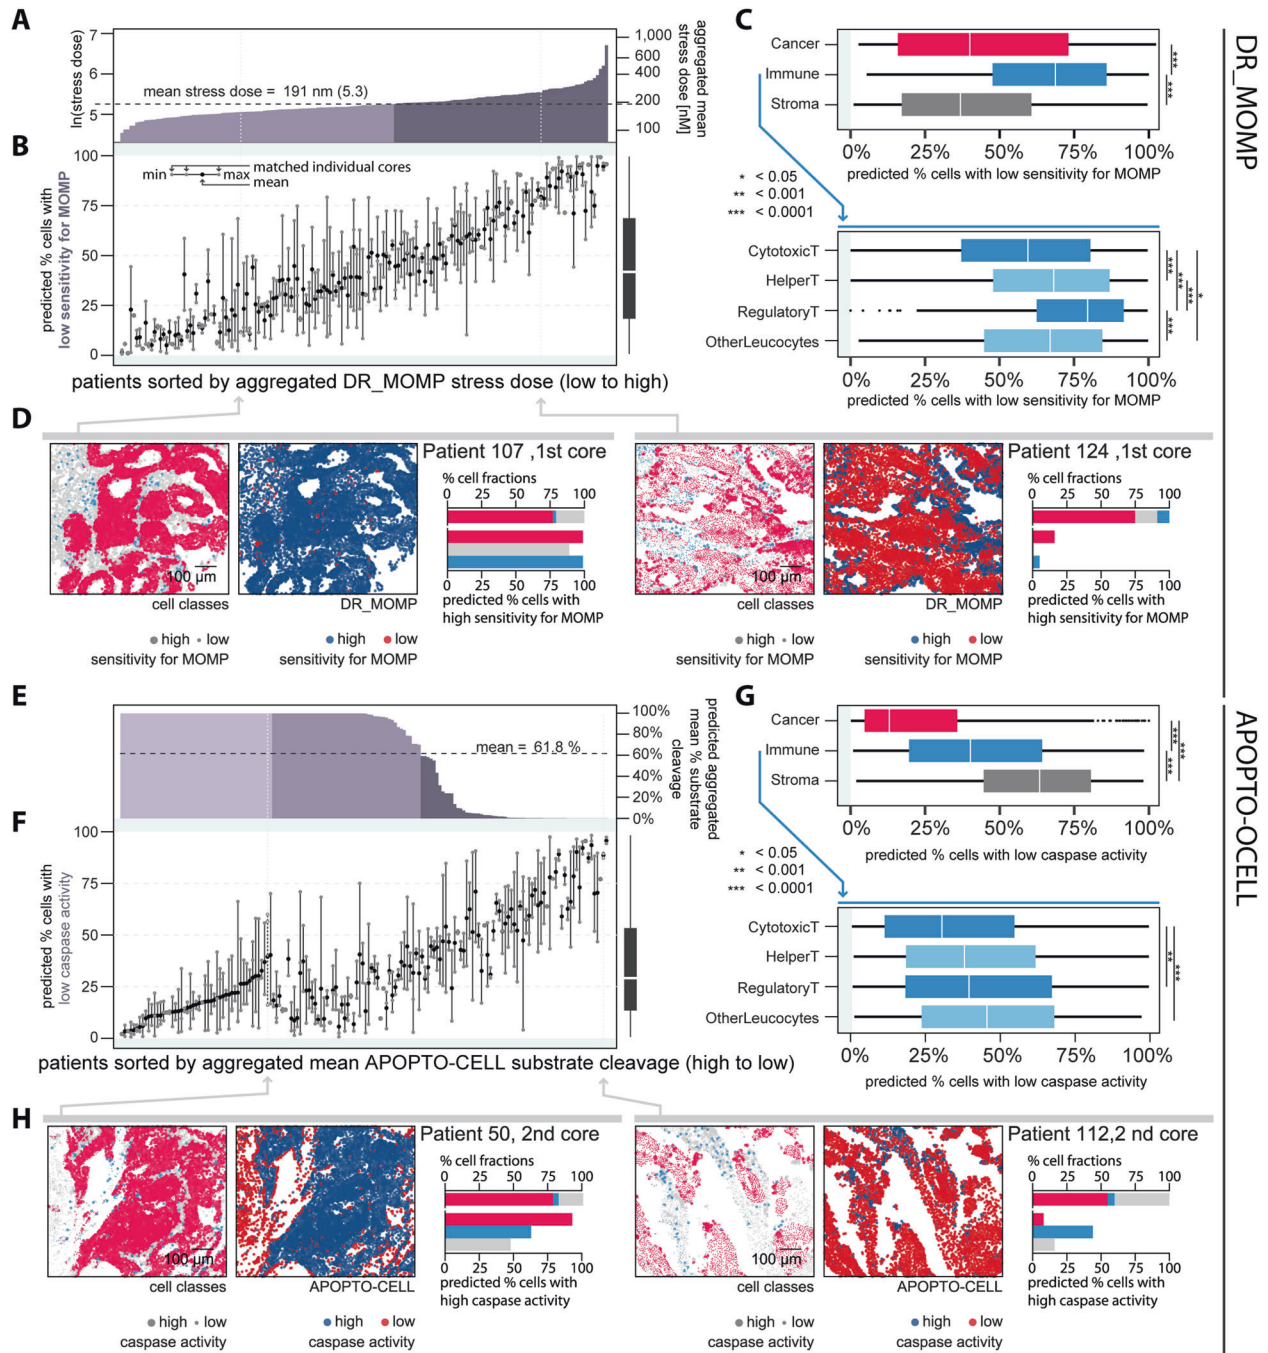 A
ln(stress dose)
7
6
5
mean stress dose = 191 nm (5.3)
1,000
600
400
200
100
aggregated mean
stress dose [nM]
B
predicted % cells with
low sensitivity for MOMP
100
75
50
25
0
min
max
matched individual cores
mean
patients sorted by aggregated DR_MOMP stress dose (low to high)
C
Cancer
Immune
Stroma
***
***
0% 25% 50% 75% 100%
predicted % cells with low sensitivity for MOMP
* < 0.05
** < 0.001
*** < 0.0001
CytotoxicT
HelperT
RegulatoryT
OtherLeucocytes
***
***
***
***
*
0% 25% 50% 75% 100%
predicted % cells with low sensitivity for MOMP
DR_MOMP
D
100 µm
cell classes
high low
sensitivity for MOMP
DR_MOMP
high low
sensitivity for MOMP
Patient 107 ,1st core
% cell fractions
0 25 50 75 100
0 25 50 75 100
predicted % cells with
high sensitivity for MOMP
100 µm
cell classes
high low
sensitivity for MOMP
DR_MOMP
high low
sensitivity for MOMP
Patient 124 ,1st core
% cell fractions
0 25 50 75 100
0 25 50 75 100
predicted % cells with
high sensitivity for MOMP
E
mean = 61.8 %
100%
80%
60%
40%
20%
0%
predicted aggregated
mean % substrate
cleavage
F
predicted % cells with
low caspase activity
100
75
50
25
0
patients sorted by aggregated mean APOPTO-CELL substrate cleavage (high to low)
G
Cancer
Immune
Stroma
***
***
***
0% 25% 50% 75% 100%
predicted % cells with low caspase activity
* < 0.05
** < 0.001
*** < 0.0001
CytotoxicT
HelperT
RegulatoryT
OtherLeucocytes
**
***
0% 25% 50% 75% 100%
predicted % cells with low caspase activity
APOPTO-OCELL
H
100 µm
cell classes
high low
caspase activity
APOPTO-CELL
high low
caspase activity
Patient 50, 2nd core
% cell fractions
0 25 50 75 100
0 25 50 75 100
predicted % cells with
high caspase activity
100 µm
cell classes
high low
caspase activity
APOPTO-CELL
high low
caspase activity
Patient 112,2 nd core
% cell fractions
0 25 50 75 100
0 25 50 75 100
predicted % cells with
high caspase activity